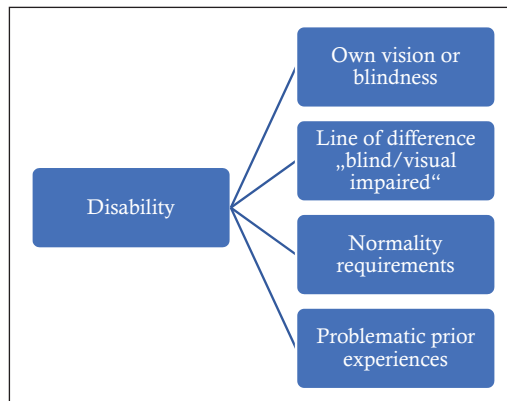 Disability
Own vision or
blindness
Line of difference
„blind/visual
impaired“
Normality
requirements
Problematic prior
experiences